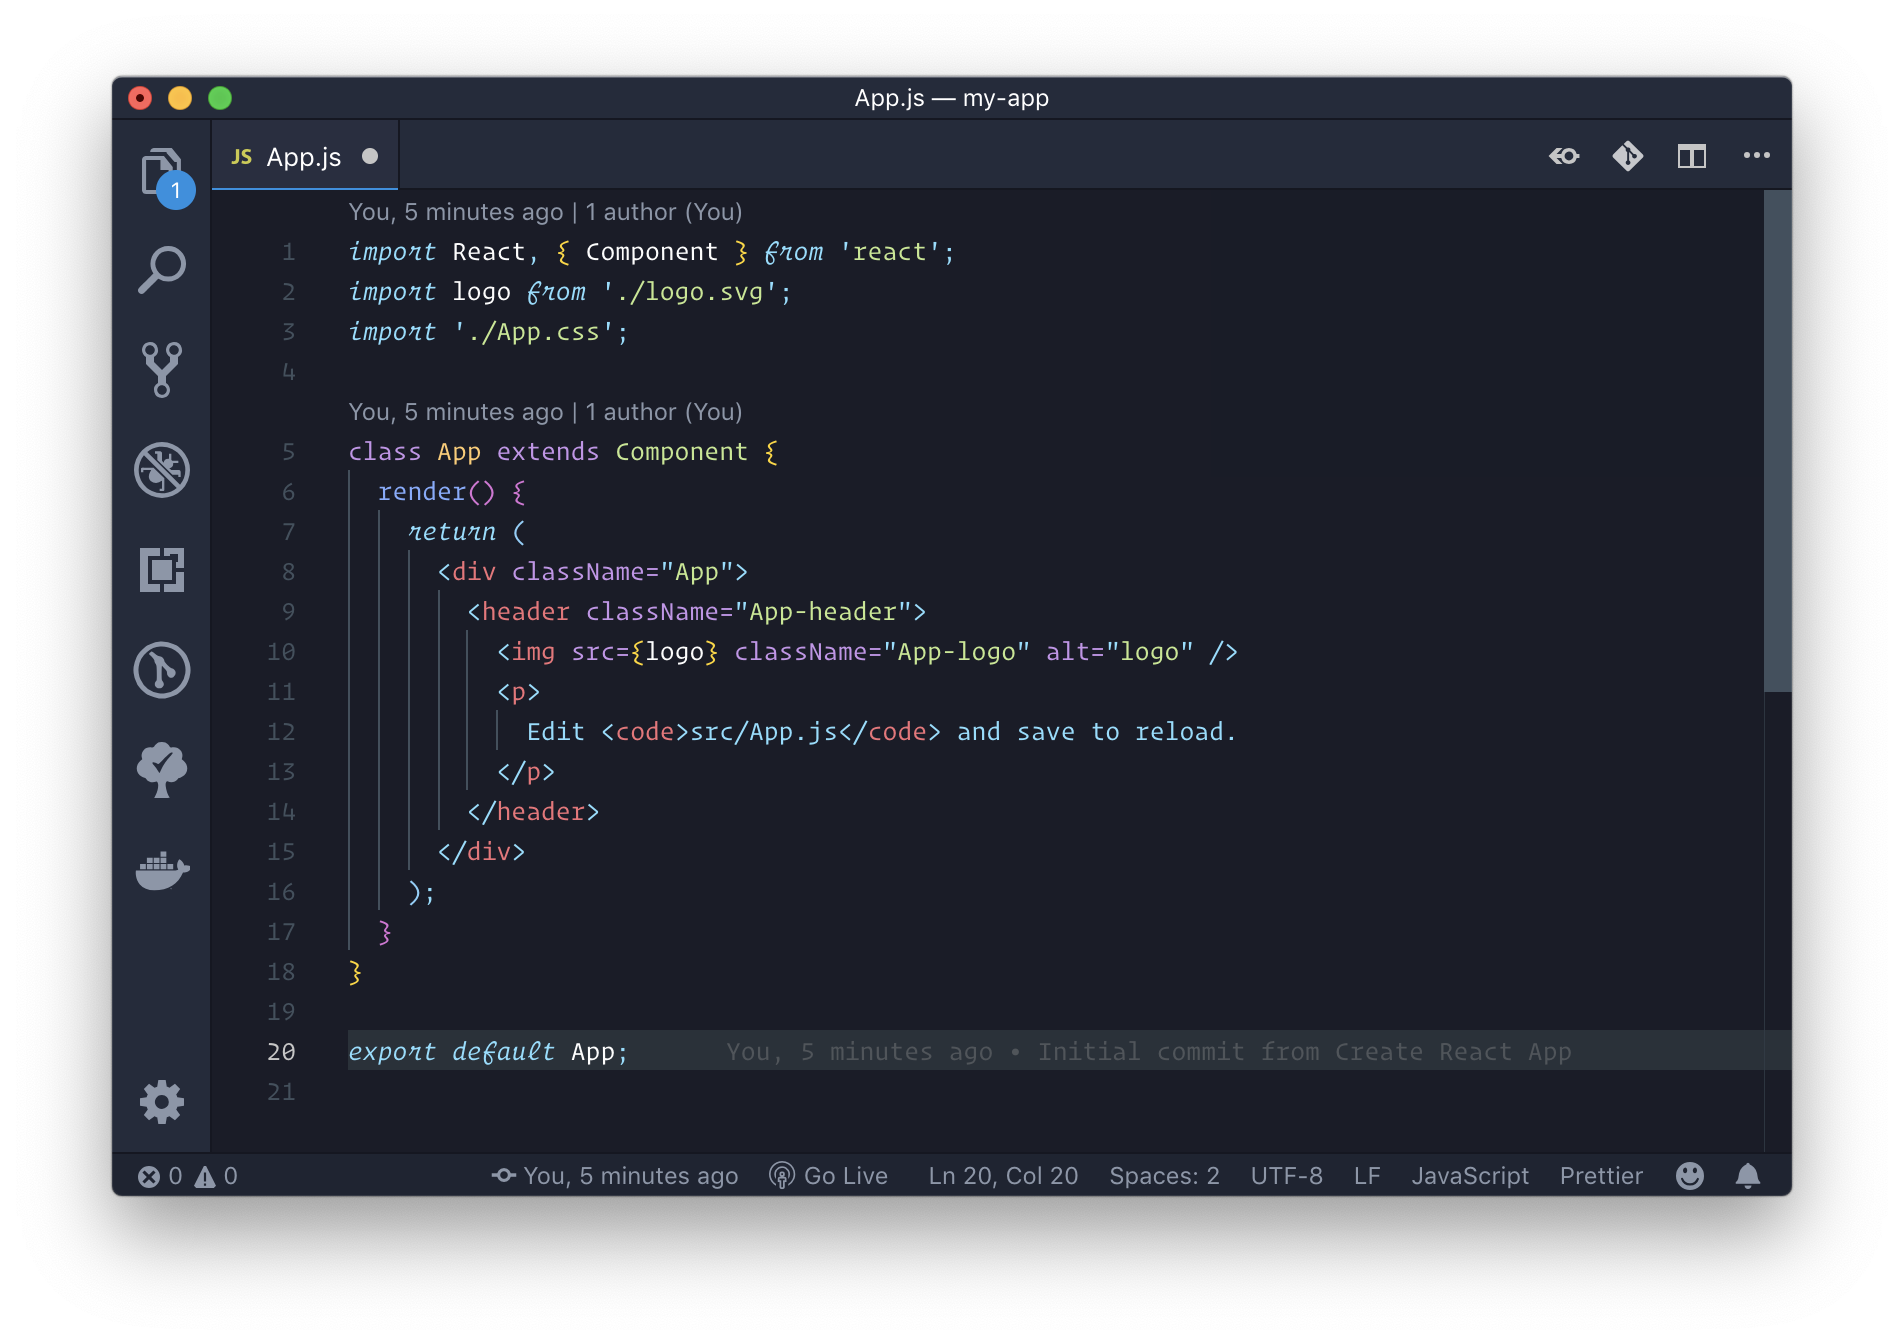 App.js — my-app
1
JS App.js
You, 5 minutes ago | 1 author (You)
1 import React, { Component } from 'react';
2 import logo from './logo.svg';
3 import './App.css';
4
You, 5 minutes ago | 1 author (You)
5 class App extends Component {
6 render() {
7 return (
8 <div className="App">
9 <header className="App-header">
10 <img src={logo} className="App-logo" alt="logo" />
11 <p>
12 Edit <code>src/App.js</code> and save to reload.
13 </p>
14 </header>
15 </div>
16 );
17 }
18 }
19
20 export default App; You, 5 minutes ago • Initial commit from Create React App
21
0 0 You, 5 minutes ago Go Live Ln 20, Col 20 Spaces: 2 UTF-8 LF JavaScript Prettier